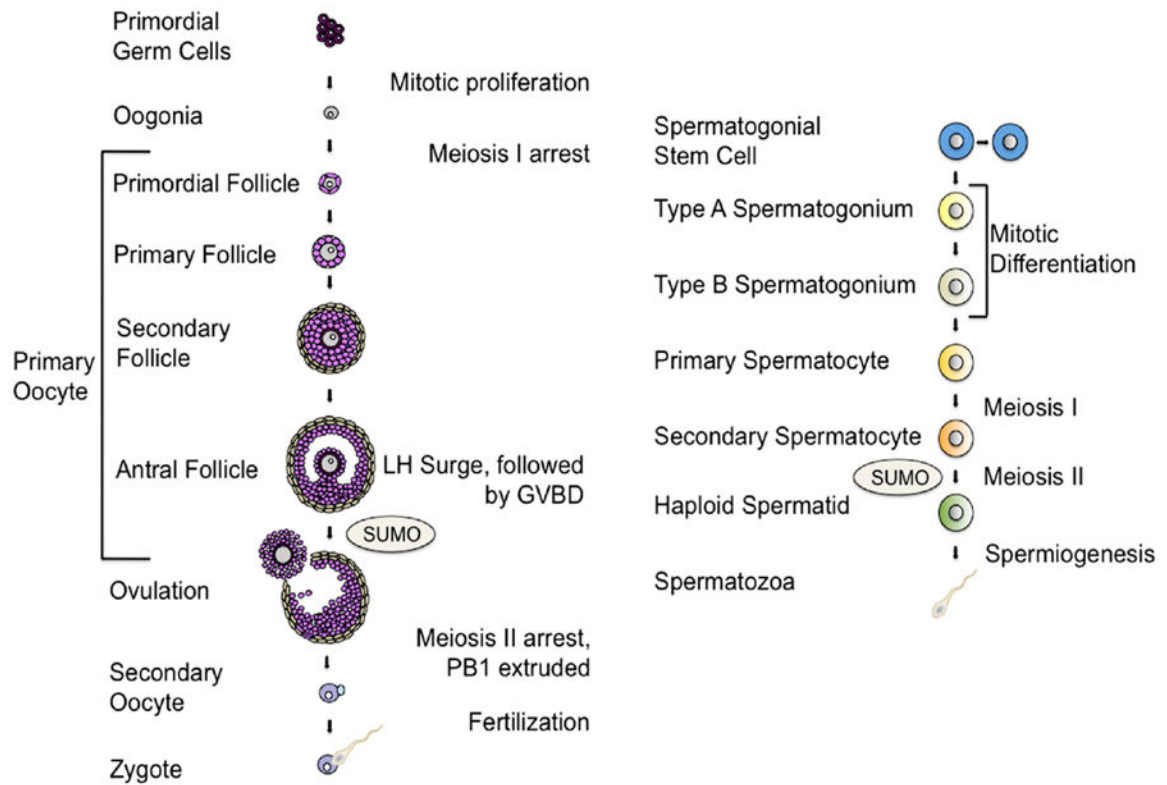 Primordial
Germ Cells
Mitotic proliferation
Oogonia
Meiosis I arrest
Primordial Follicle
Primary Follicle
Secondary
Follicle
Primary
Oocyte
Antral Follicle
LH Surge, followed
by GVBD
SUMO
Ovulation
Meiosis II arrest,
PB1 extruded
Secondary
Oocyte
Fertilization
Zygote
Spermatogonial
Stem Cell
Type A Spermatogonium
Mitotic
Differentiation
Type B Spermatogonium
Primary Spermatocyte
Meiosis I
Secondary Spermatocyte
SUMO
Meiosis II
Haploid Spermatid
Spermiogenesis
Spermatozoa